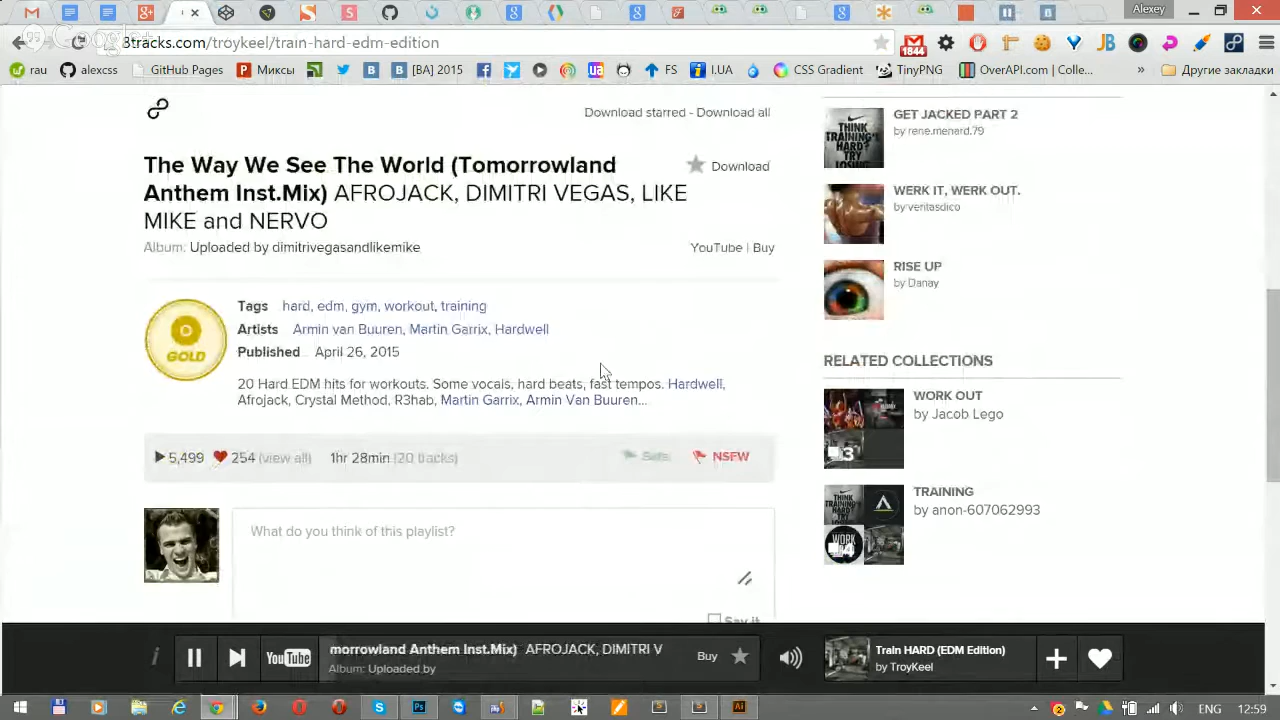 Alexey
8tracks.com/troykeel/train-hard-edm-edition
1844
rau
alexcss
Github Pages
Миксы
[BA] 2015
FS
I.UA
CSS Gradient
TinyPNG
OverAPI.com | Colle...
»
Другие закладки
Download starred - Download all
The Way We See The World (Tomorrowland
Anthem Inst.Mix) AFROJACK, DIMITRI VEGAS, LIKE
MIKE and NERVO
Download
Album: Uploaded by dimitrivegasandlikemike
YouTube | Buy
GOLD
Tags hard, edm, gym, workout, training
Artists Armin van Buuren, Martin Garrix, Hardwell
Published April 26, 2015
20 Hard EDM hits for workouts. Some vocals, hard beats, fast tempos. Hardwell,
Afrojack, Crystal Method, R3hab, Martin Garrix, Armin Van Buuren...
5,499 254 (view all) 1hr 28min (20 tracks)
Safe
NSFW
What do you think of this playlist?
Say it
GET JACKED PART 2
by rene.menard.79
WERK IT, WERK OUT.
by ventasdico
RISE UP
by Danay
RELATED COLLECTIONS
WORK OUT
by Jacob Lego
3
TRAINING
by anon-607062993
4
i
YouTube
morrowland Anthem Inst.Mix) AFROJACK, DIMITRI V
Album: Uploaded by
Buy
Train HARD (EDM Edition)
by TroyKeel
ENG
12:59